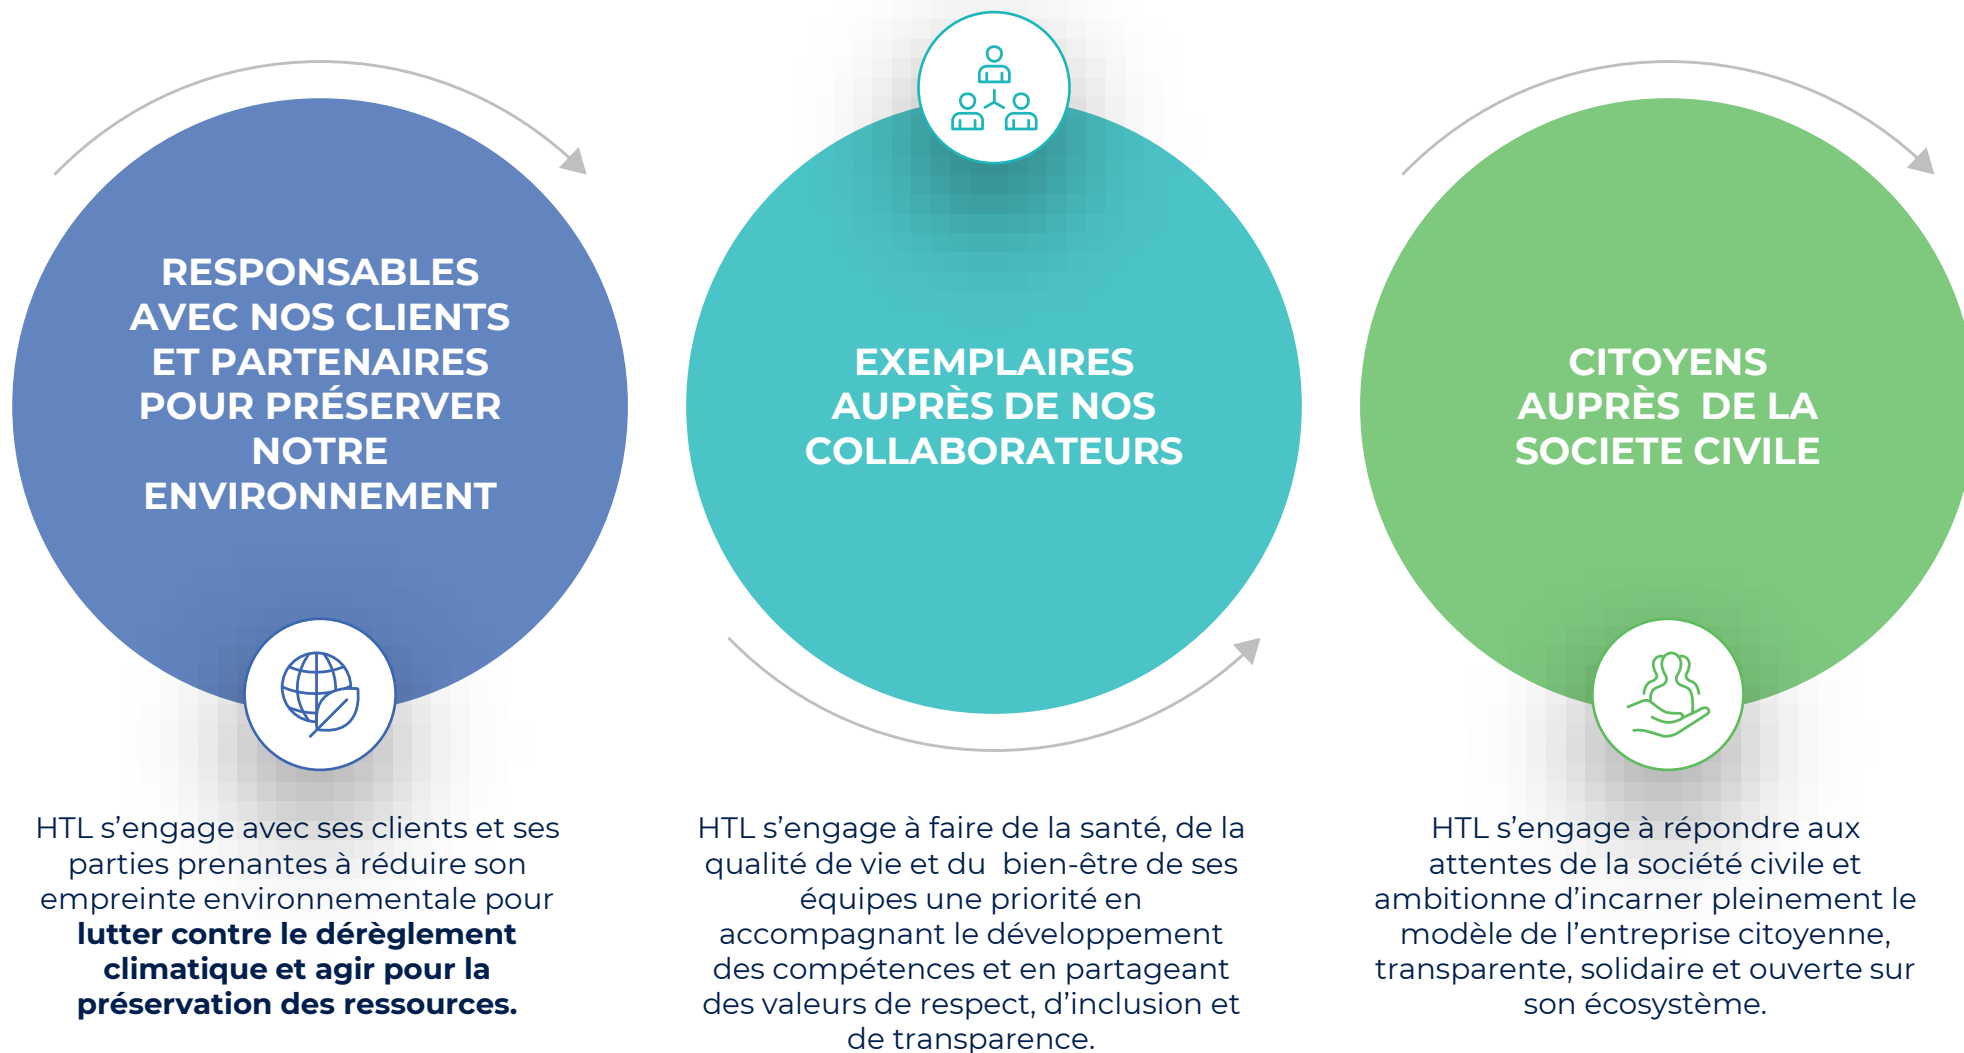 RESPONSABLES
AVEC NOS CLIENTS
ET PARTENAIRES
POUR PRÉSERVER
NOTRE
ENVIRONNEMENT
HTL s’engage avec ses clients et ses
parties prenantes à réduire son
empreinte environnementale pour
lutter contre le dérèglement
climatique et agir pour la
préservation des ressources.
EXEMPLAIRES
AUPRÈS DE NOS
COLLABORATEURS
HTL s’engage à faire de la santé, de la
qualité de vie et du  bien-être de ses
équipes une priorité en
accompagnant le développement
des compétences et en partageant
des valeurs de respect, d’inclusion et
de transparence.
CITOYENS
AUPRÈS  DE LA
SOCIETE CIVILE
HTL s’engage à répondre aux
attentes de la société civile et
ambitionne d’incarner pleinement le
modèle de l’entreprise citoyenne,
transparente, solidaire et ouverte sur
son écosystème.